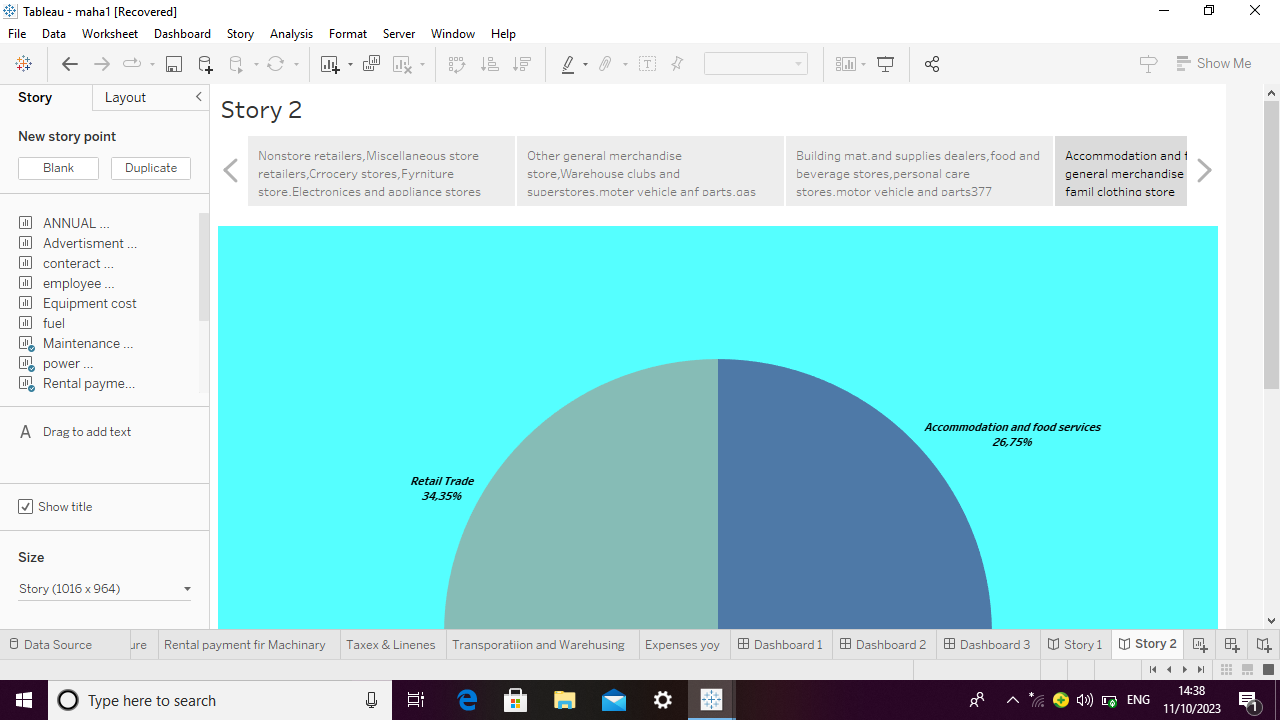 Tableau - maha1 [Recovered]
File Data Worksheet Dashboard Story Analysis Format Server Window Help
Show Me
Story Layout
New story point
Blank Duplicate
ANNUAL ...
Advertisment ...
conteract ...
employee ...
Equipment cost
fuel
Maintenance ...
power ...
Rental payme...
A Drag to add text
Show title
Size
Story (1016 x 964)
Story 2
Nonstore retailers,Miscellaneous store
retailers,Crrocery stores,Fyrniture
store,Electronices and appliance stores
Other general merchandise
store,Warehouse clubs and
superstores,moter vehicle anf parts,gas
Building mat.and supplies dealers,food and
beverage stores,personal care
stores,motor vehicle and parts377
Accommodation and f
general merchandise
famil clothing store
Accommodation and food services
26,75%
Retail Trade
34,35%
Data Source ure Rental payment fir Machinary Taxex & Linenes Transporatiion and Warehusing Expenses yoy Dashboard 1 Dashboard 2 Dashboard 3 Story 1 Story 2
Type here to search
ENG
14:38
11/10/2023
1